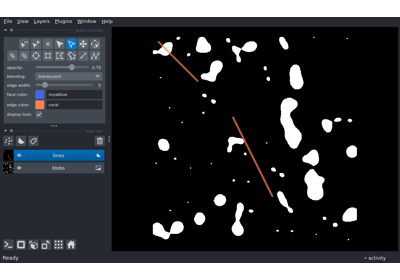 File View Layers Plugins Window Help
opacity: 0.70
blending: translucent
edge width: 5
face color: royalblue
edge color: coral
display text: ✓
lines
blobs
Ready
activity